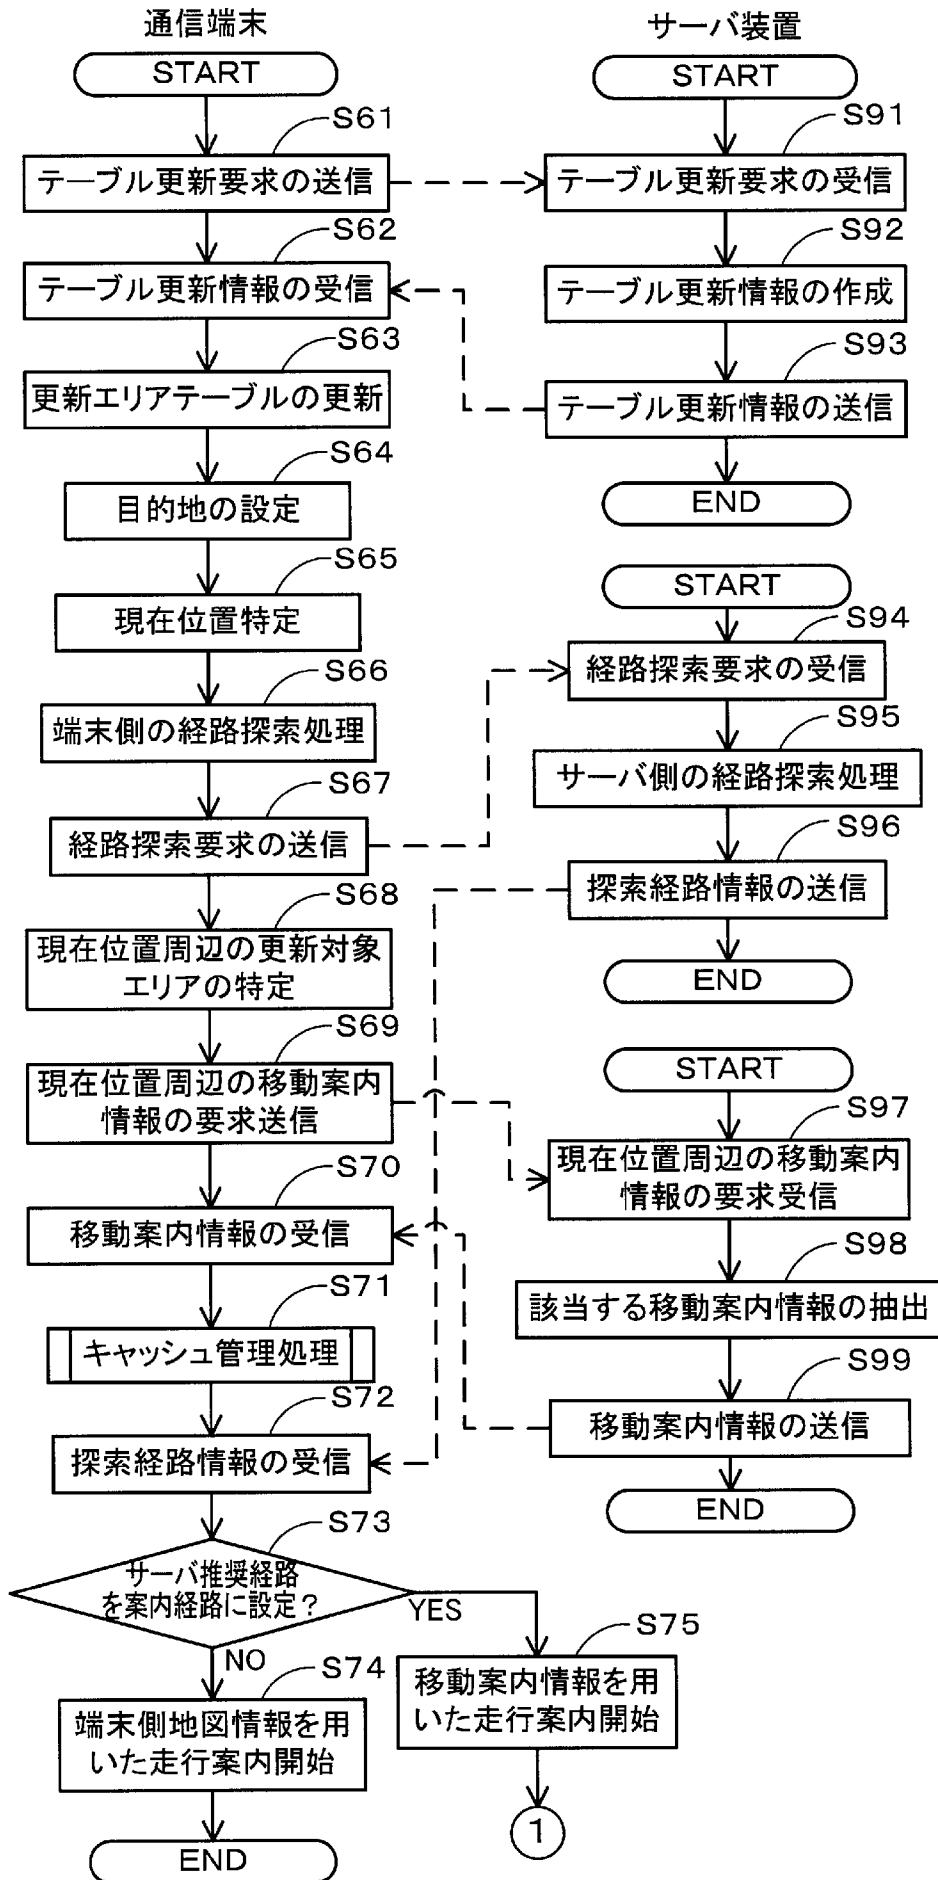 通信端末
START
S61
テーブル更新要求の送信
S62
テーブル更新情報の受信
S63
更新エリアテーブルの更新
S64
目的地の設定
S65
現在位置特定
S66
端末側の経路探索処理
S67
経路探索要求の送信
S68
現在位置周辺の更新対象
エリアの特定
S69
現在位置周辺の移動案内
情報の要求送信
S70
移動案内情報の受信
S71
キャッシュ管理処理
S72
探索経路情報の受信
S73
サーバ推奨経路
を案内経路に設定？
YES
NO
S74
端末側地図情報を用
いた走行案内開始
END
S75
移動案内情報を用
いた走行案内開始
1
サーバ装置
START
S91
テーブル更新要求の受信
S92
テーブル更新情報の作成
S93
テーブル更新情報の送信
END
START
S94
経路探索要求の受信
S95
サーバ側の経路探索処理
S96
探索経路情報の送信
END
START
S97
現在位置周辺の移動案内
情報の要求受信
S98
該当する移動案内情報の抽出
S99
移動案内情報の送信
END